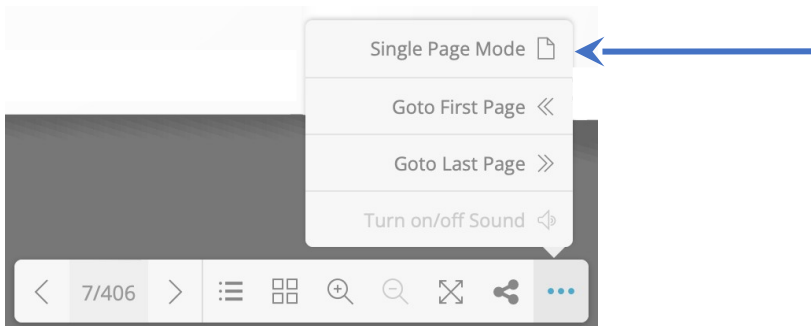 Single Page Mode
Goto First Page
Goto Last Page
Turn on/off Sound
7/406